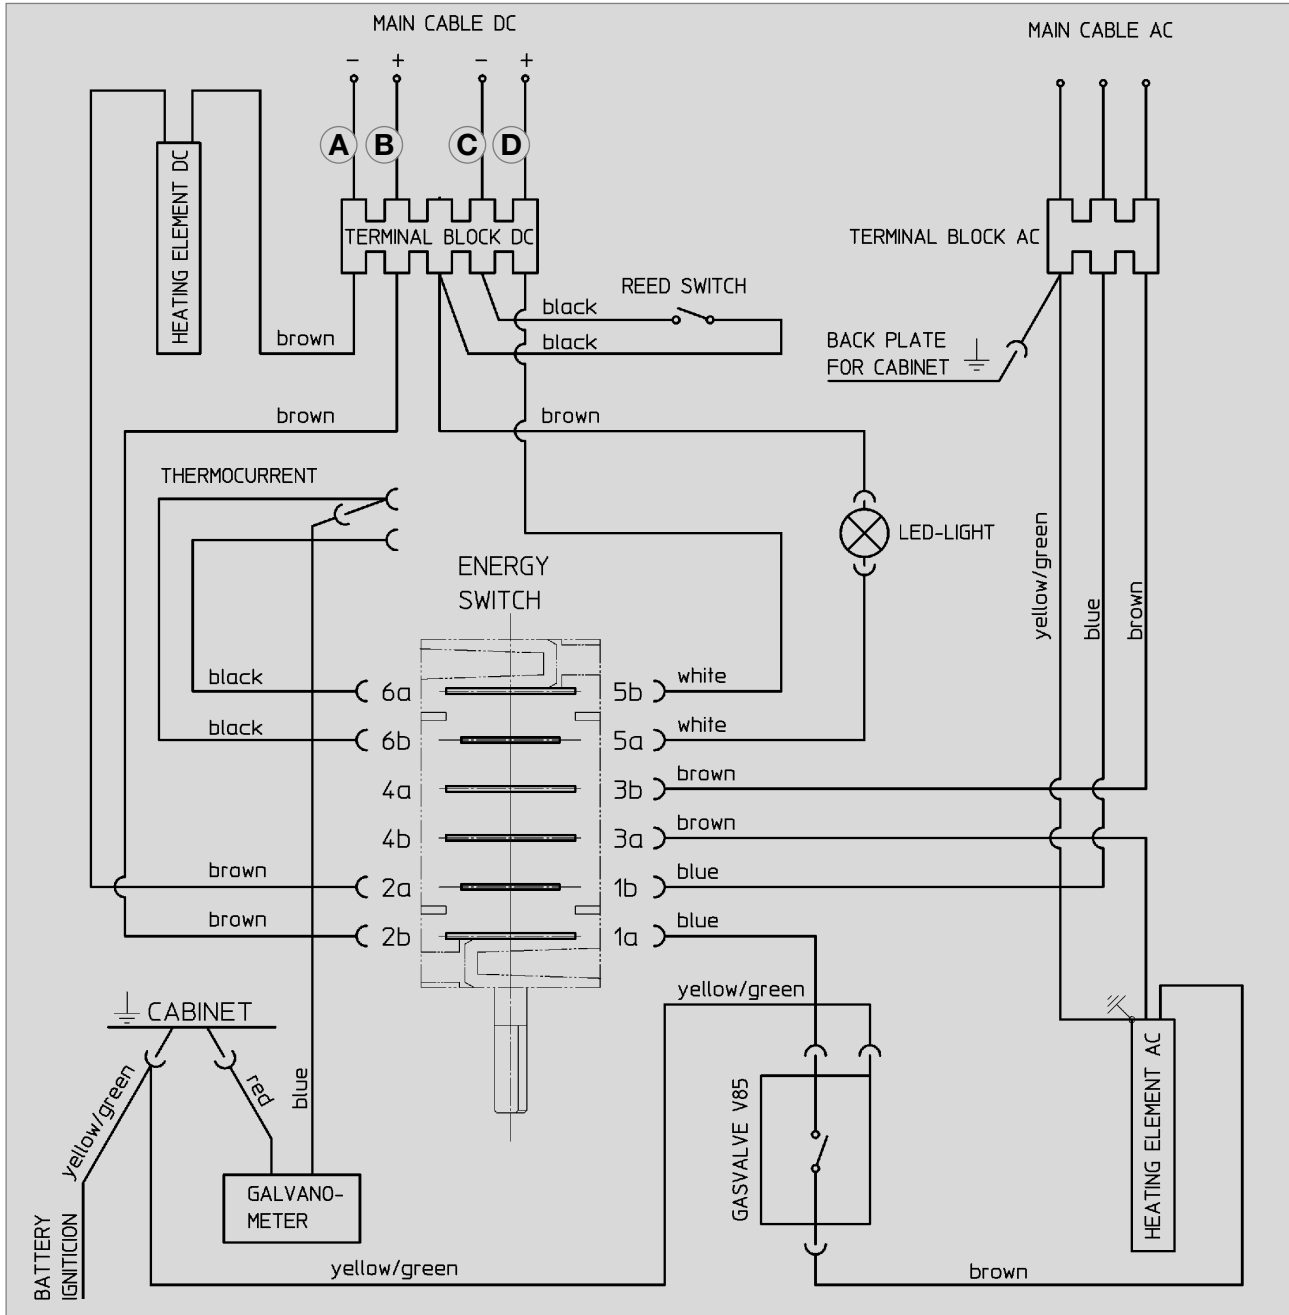 MAIN CABLE DC
MAIN CABLE AC
− + − +
A B C D
HEATING ELEMENT DC
TERMINAL BLOCK DC
TERMINAL BLOCK AC
REED SWITCH
black
black
brown
BACK PLATE
FOR CABINET
brown
brown
THERMOCURRENT
LED-LIGHT
yellow/green
blue
brown
ENERGY
SWITCH
black 6a 5b white
black 6b 5a white
4a 3b brown
4b 3a brown
brown 2a 1b blue
brown 2b 1a blue
yellow/green
CABINET
yellow/green
red
blue
GASVALVE V85
HEATING ELEMENT AC
GALVANO-
METER
BATTERY
IGNITICION
yellow/green
brown